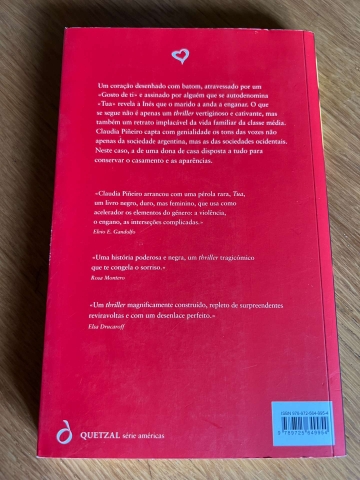 Um coração desenhado com batom, atravessado por um
«Gosto de ti» e assinado por alguém que se autodenomina
«Tua» revela a Inés que o marido a anda a enganar. O que
se segue não é apenas um thriller vertiginoso e cativante, mas
também um retrato implacável da vida familiar da classe média.
Claudia Piñeiro capta com genialidade os tons das vozes não
apenas da sociedade argentina, mas as das sociedades ocidentais.
Neste caso, a de uma dona de casa disposta a tudo para
conservar o casamento e as aparências.
«Claudia Piñeiro arrancou com uma pérola rara, Tua,
um livro negro, duro, mas feminino, que usa como
acelerador os elementos do género: a violência,
o engano, as interseções complicadas.»
Elvio E. Gandolfo
«Uma história poderosa e negra, um thriller tragicómico
que te congela o sorriso.»
Rosa Montero
«Um thriller magnificamente construído, repleto de surpreendentes
reviravoltas e com um desenlace perfeito.»
Elsa Drucaroff
QUETZAL série américas